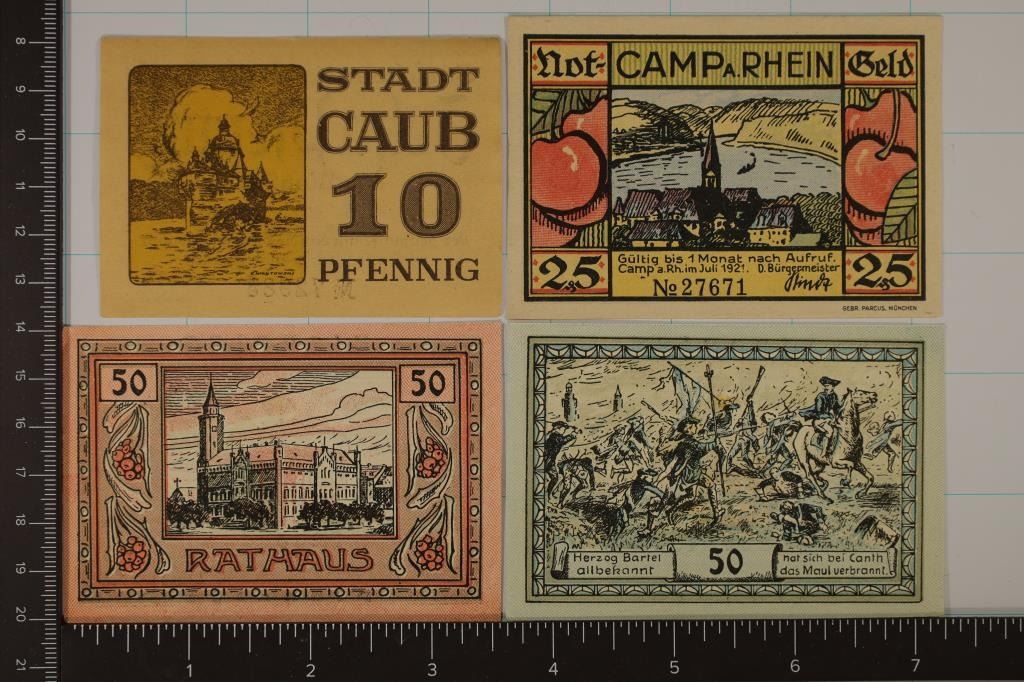 STADT
CAUB
10
PFENNIG
Not- CAMP A. RHEIN Geld
Gültig bis 1 Monat nach Aufruf.
Camp a. Rh. im Juli 1921. D. Bürgermeister
25 No 27671 25
GEBR. PARCUS, MÜNCHEN
50 50
RATHAUS
Herzog Bartel
allbekannt
50
hat sich bei Canth
das Maul verbrannt.
8
9
10
11
12
13
14
15
16
17
18
19
20
21
1 2 3 4 5 6 7